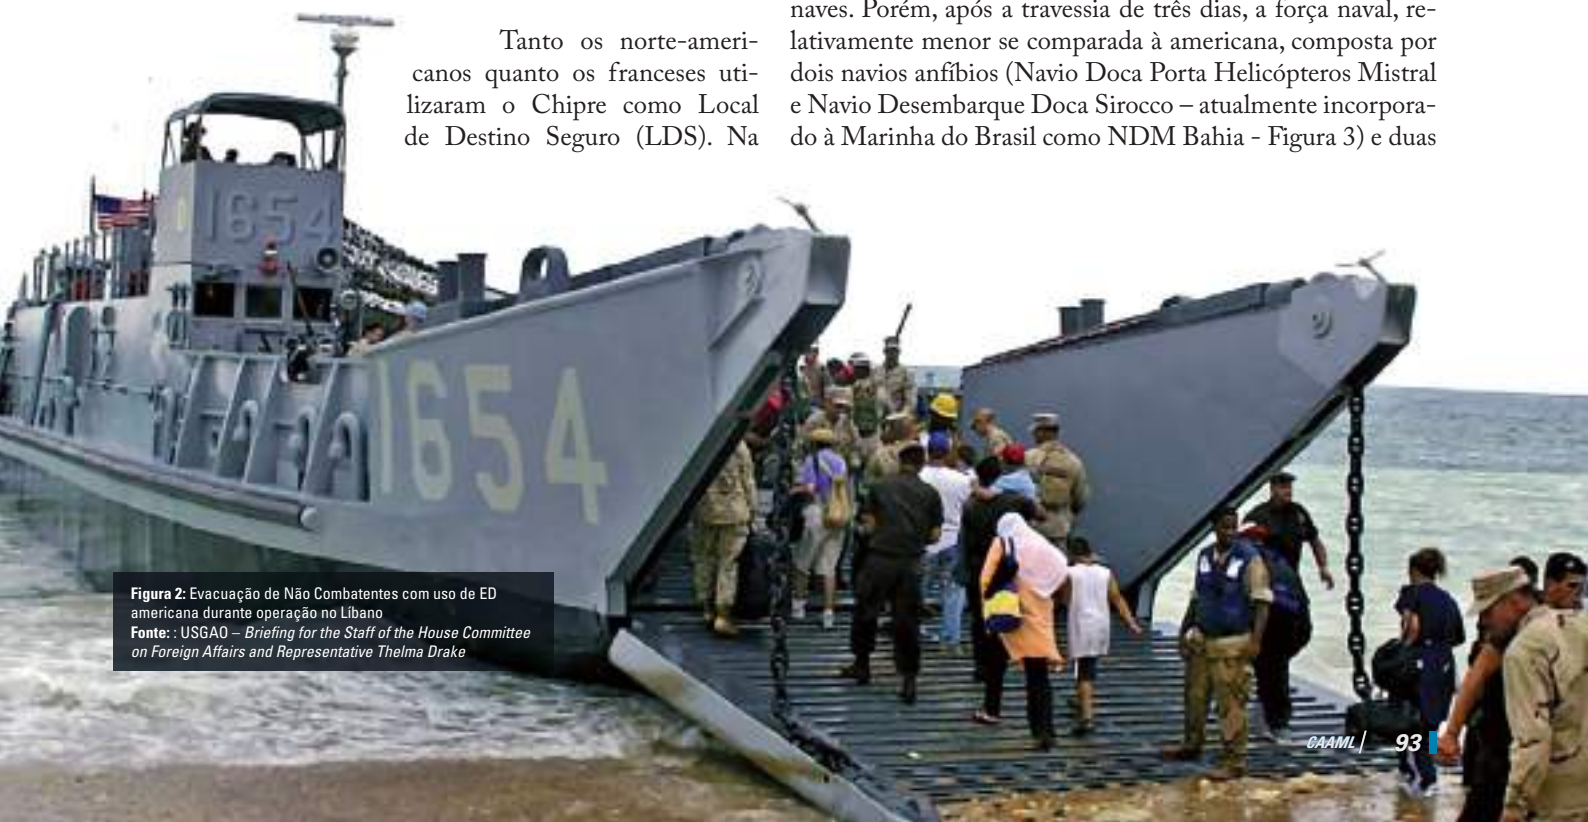 Tanto os norte-ameri-
canos quanto os franceses uti-
lizaram o Chipre como Local
de Destino Seguro (LDS). Na
naves. Porém, após a travessia de três dias, a força naval, re-
lativamente menor se comparada à americana, composta por
dois navios anfíbios (Navio Doca Porta Helicópteros Mistral
e Navio Desembarque Doca Sirocco – atualmente incorpora-
do à Marinha do Brasil como NDM Bahia - Figura 3) e duas
1654
1654
Figura 2: Evacuação de Não Combatentes com uso de ED
americana durante operação no Líbano
Fonte: : USGAO – Briefing for the Staff of the House Committee
on Foreign Affairs and Representative Thelma Drake
CAAML 93